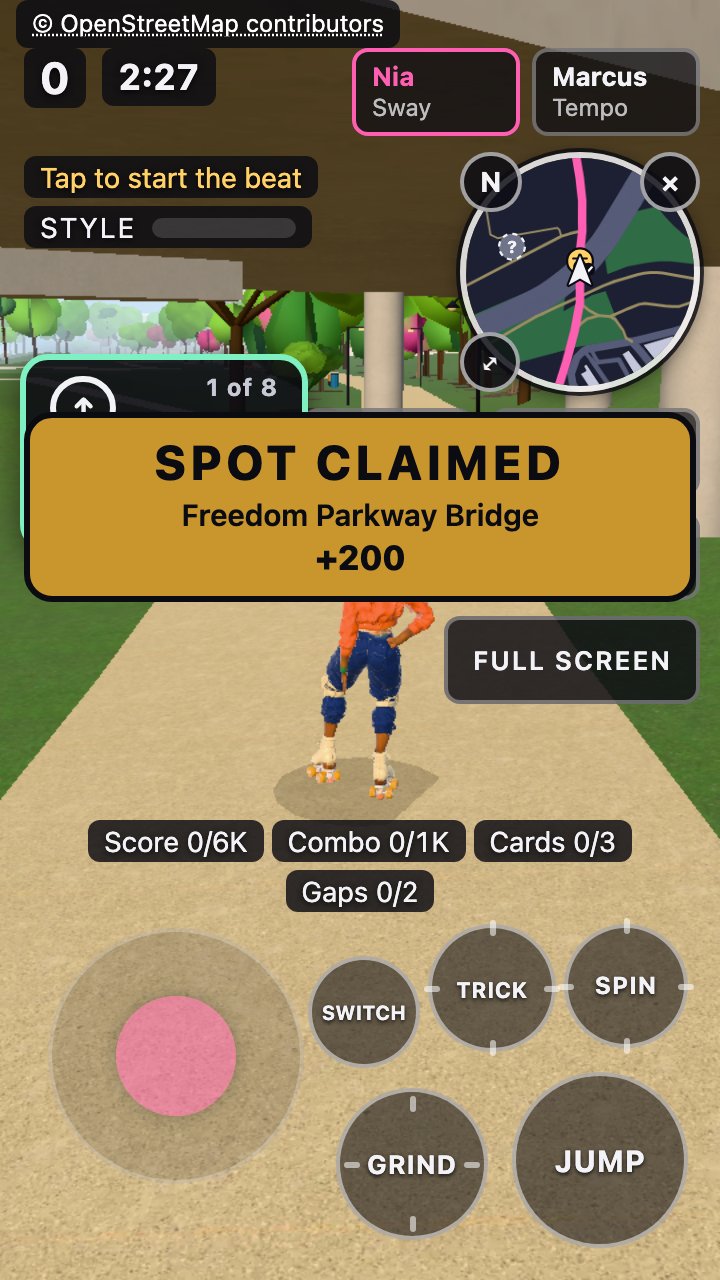 © OpenStreetMap contributors
0
2:27
Nia
Sway
Marcus
Tempo
Tap to start the beat
STYLE
N
×
?
1 of 8
SPOT CLAIMED
Freedom Parkway Bridge
+200
FULL SCREEN
Score 0/6K
Combo 0/1K
Cards 0/3
Gaps 0/2
SWITCH
TRICK
SPIN
GRIND
JUMP